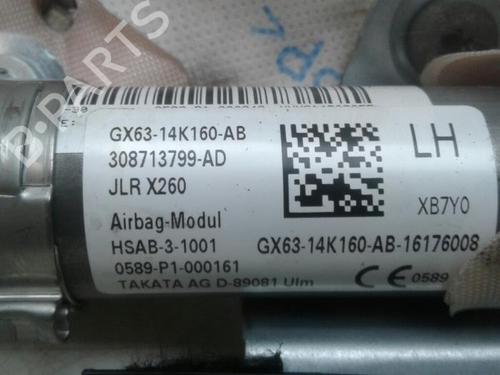 B-PARTS
GX63-14K160-AB
308713799-AD
JLR X260
Airbag-Modul
HSAB-3-1001
0589-P1-000161
TAKATA AG D-89081 Ulm
LH
XB7Y0
GX63-14K160-AB-16176008
CE 0589